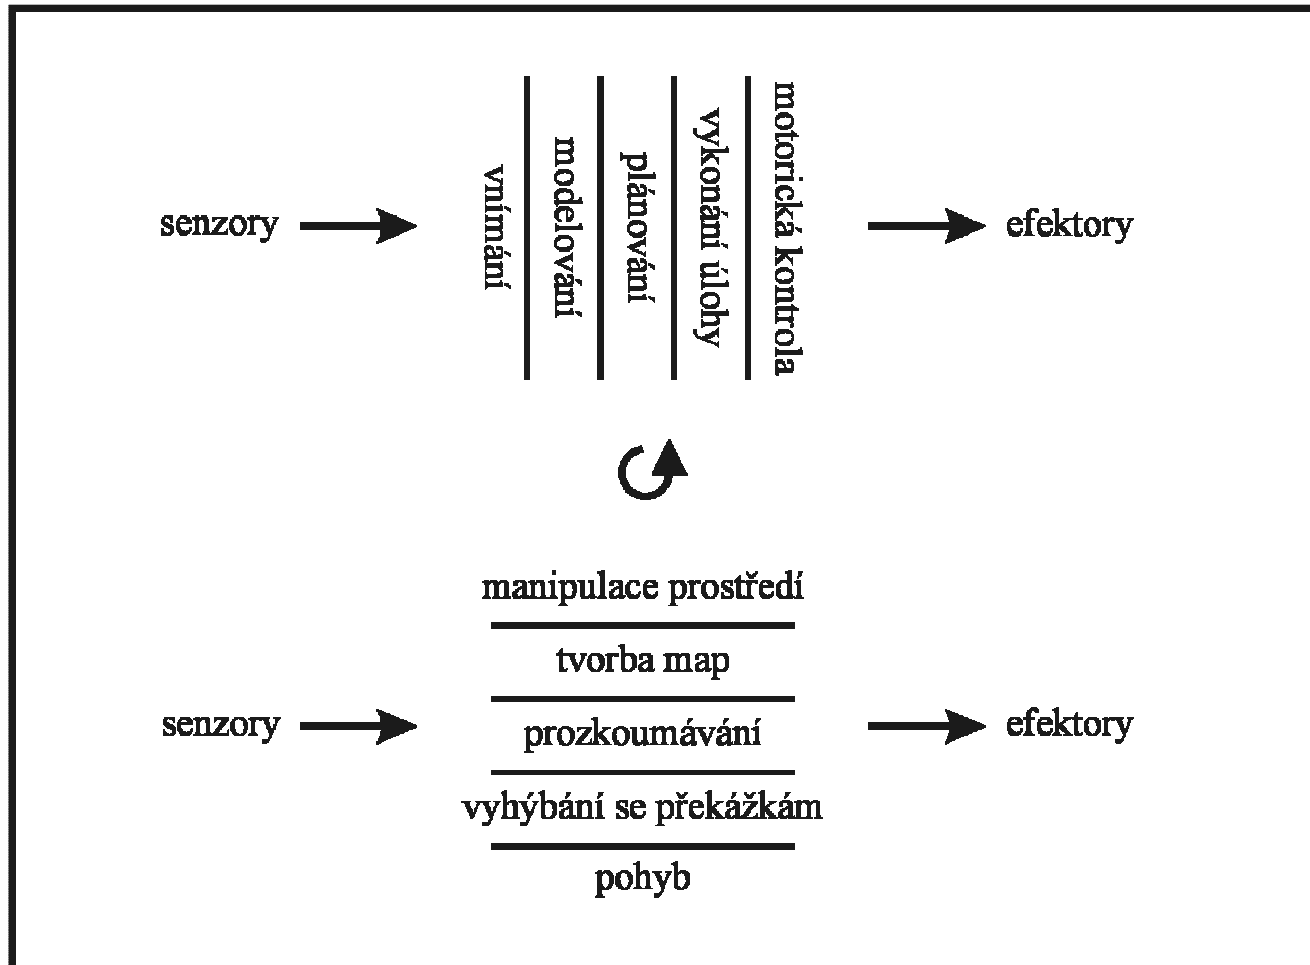 senzory
vnímání
modelování
plánování
vykonání úlohy
motorická kontrola
efektory
manipulace prostředí
tvorba map
senzory
prozkoumávání
efektory
vyhýbání se překážkám
pohyb